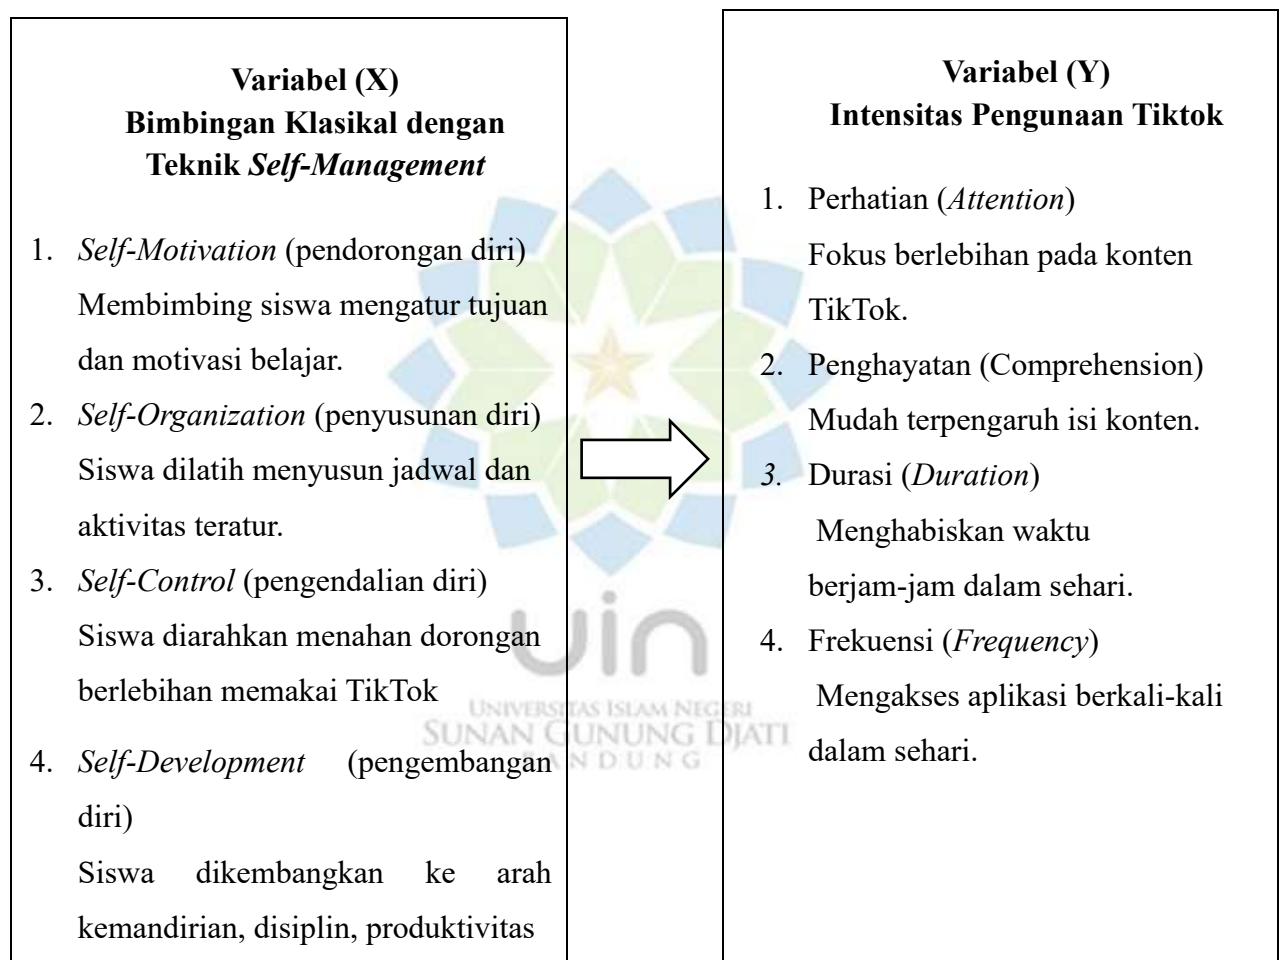 Variabel (X)
Bimbingan Klasikal dengan
Teknik Self-Management
1. Self-Motivation (pendorongan diri)
Membimbing siswa mengatur tujuan
dan motivasi belajar.
2. Self-Organization (penyusunan diri)
Siswa dilatih menyusun jadwal dan
aktivitas teratur.
3. Self-Control (pengendalian diri)
Siswa diarahkan menahan dorongan
berlebihan memakai TikTok
4. Self-Development (pengembangan
diri)
Siswa dikembangkan ke arah
kemandirian, disiplin, produktivitas
Variabel (Y)
Intensitas Pengunaan Tiktok
1. Perhatian (Attention)
Fokus berlebihan pada konten
TikTok.
2. Penghayatan (Comprehension)
Mudah terpengaruh isi konten.
3. Durasi (Duration)
Menghabiskan waktu
berjam-jam dalam sehari.
4. Frekuensi (Frequency)
Mengakses aplikasi berkali-kali
dalam sehari.
uin
UNIVERSITAS ISLAM NEGERI
SUNAN GUNUNG DJATI
BANDUNG